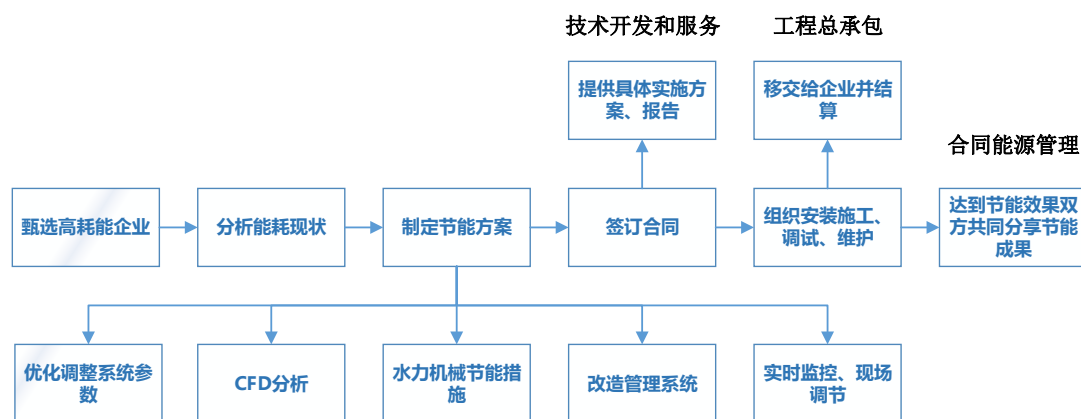 技术开发和服务
工程总承包
提供具体实施方
案、报告
移交给企业并结
算
合同能源管理
甄选高耗能企业
分析能耗现状
制定节能方案
签订合同
组织安装施工、
调试、维护
达到节能效果双
方共同分享节能
成果
优化调整系统参
数
CFD分析
水力机械节能措
施
改造管理系统
实时监控、现场
调节